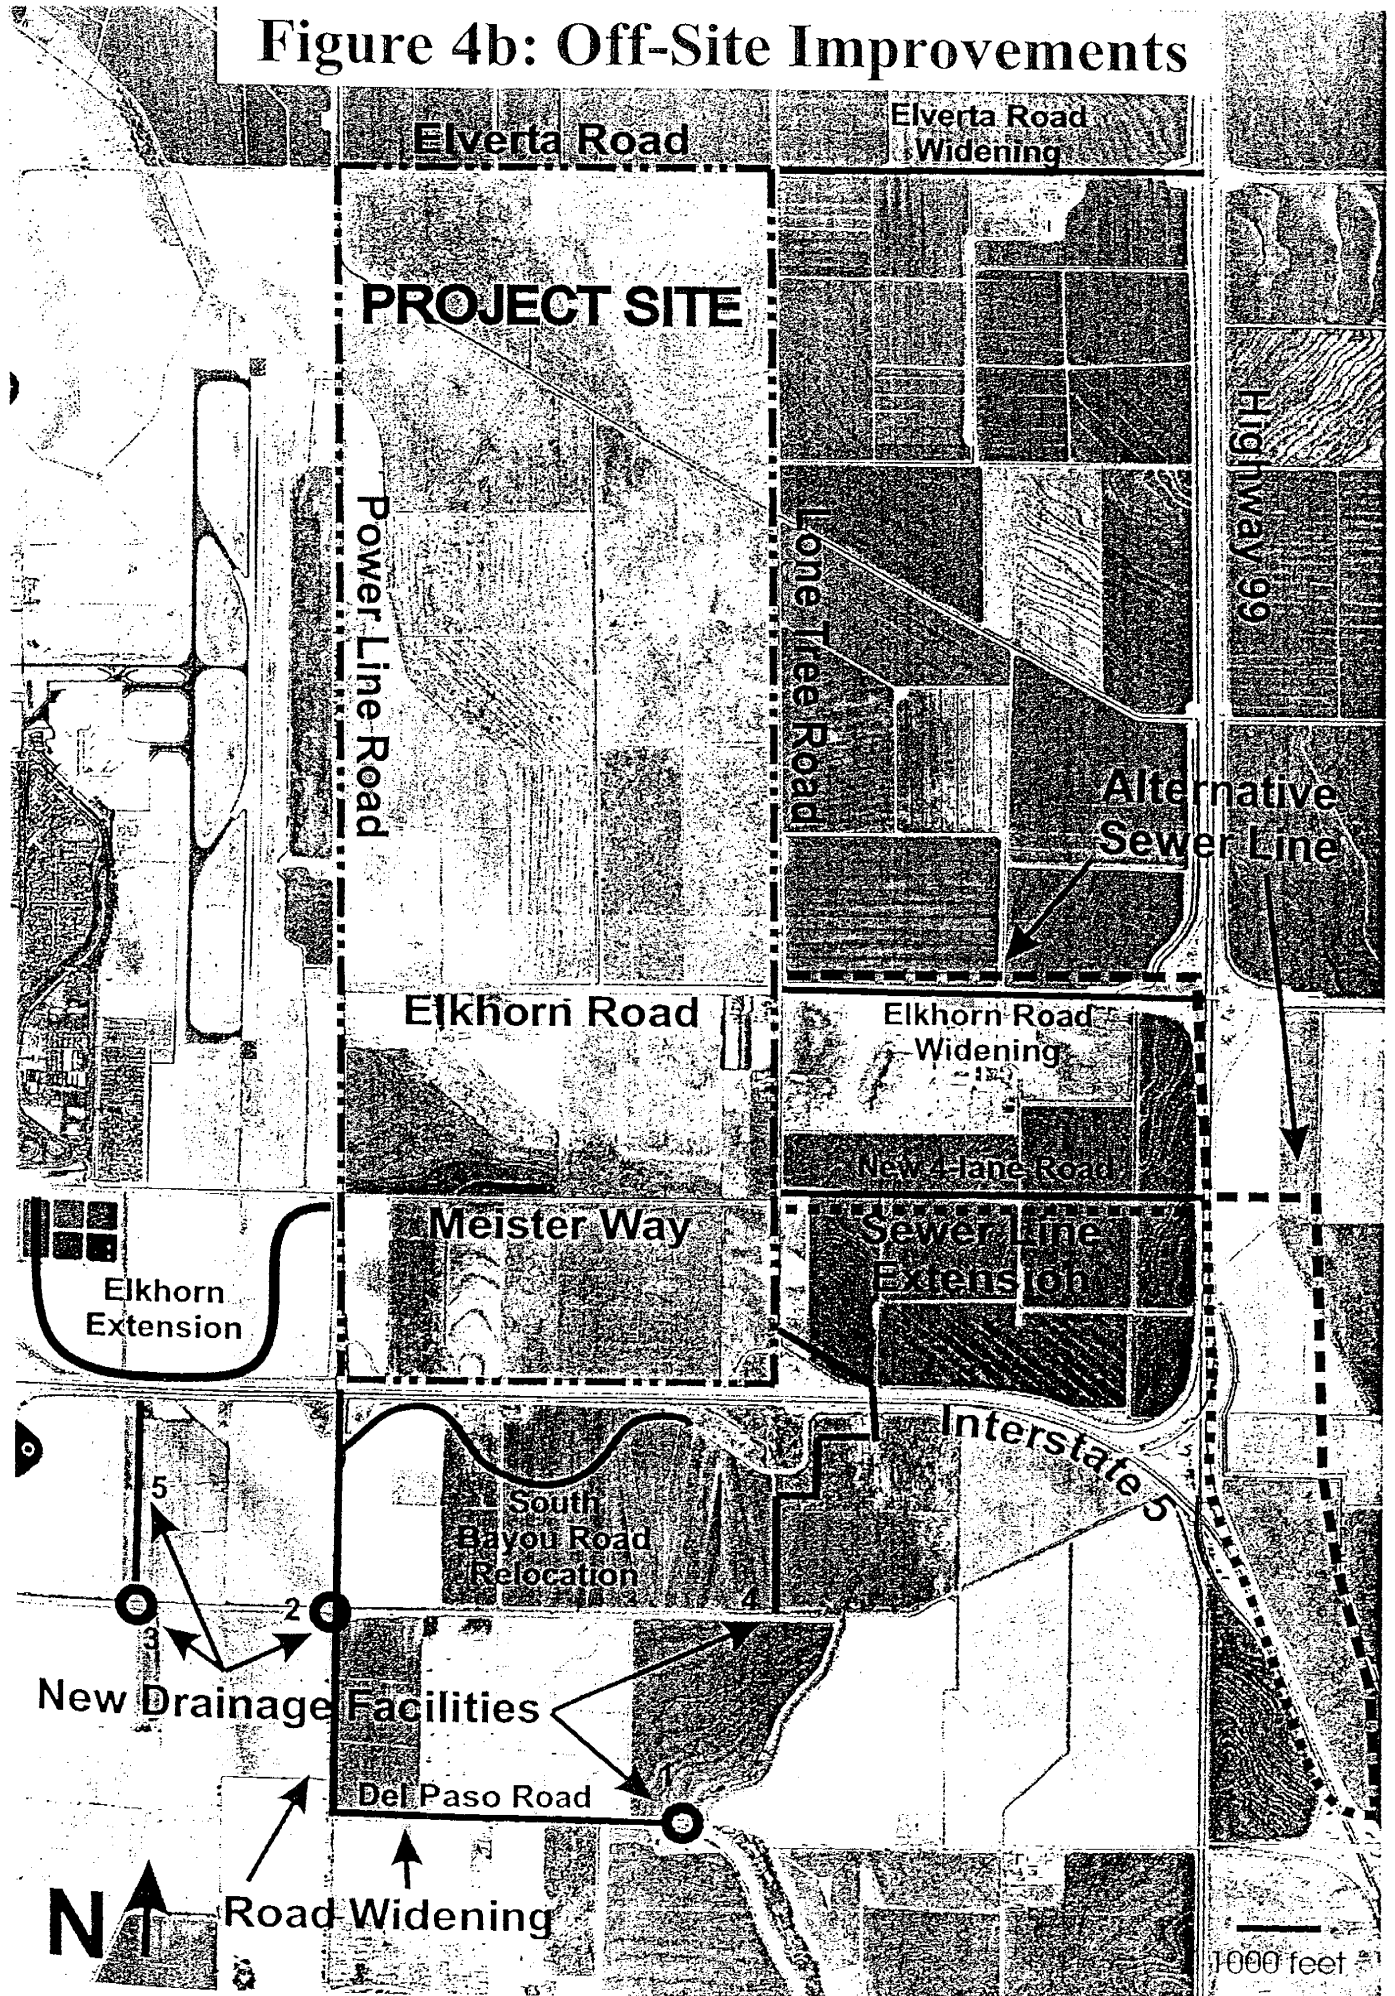 Figure 4b: Off-Site Improvements
Elverta Road
Elverta Road
Widening
PROJECT SITE
Highway 99
Power Line Road
Lone Tree Road
Alternative
Sewer Line
Elkhorn Road
Elkhorn Road
Widening
New 4-lane Road
Meister Way
Sewer Line
Extension
Elkhorn
Extension
Interstate 5
5
South
Bayou Road
Relocation
2
4
3
New Drainage Facilities
1
Del Paso Road
Road Widening
N
1000 feet